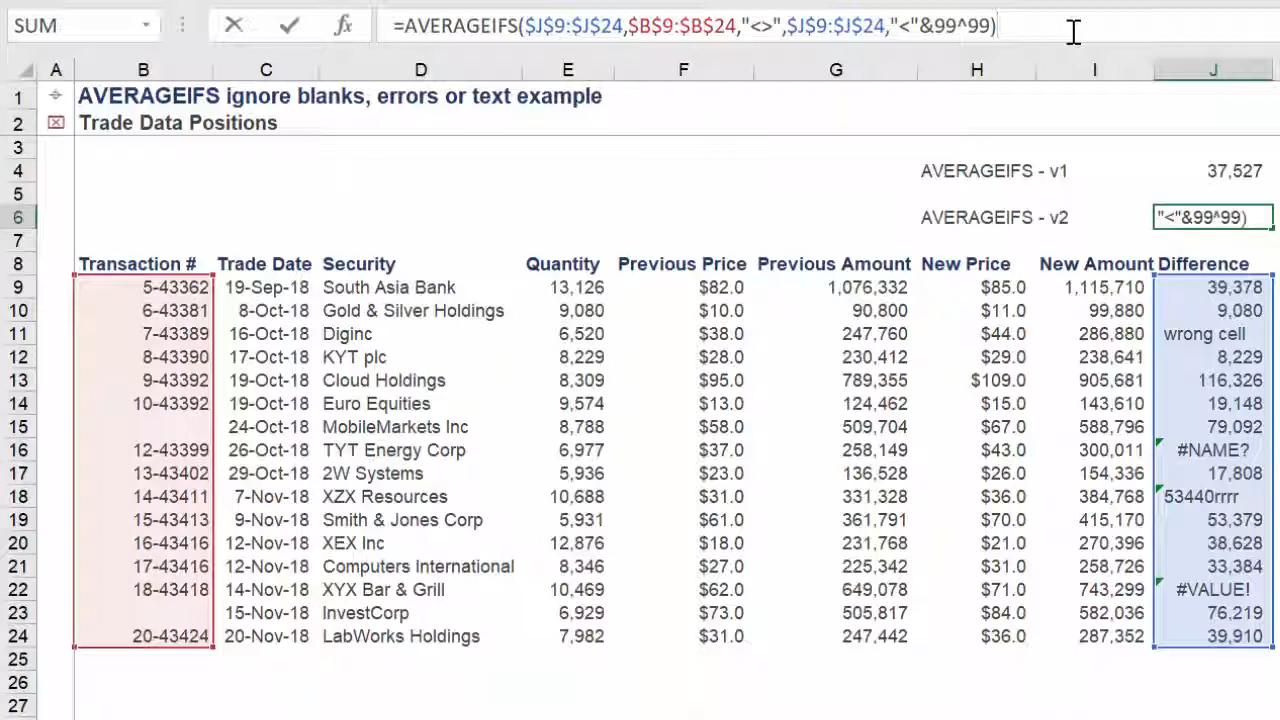 SUM =AVERAGEIFS($J$9:$J$24,$B$9:$B$24,"<>",$J$9:$J$24,"<"&99^99)
A B C D E F G H I J
1 AVERAGEIFS ignore blanks, errors or text example
2 Trade Data Positions
3
4 AVERAGEIFS - v1 37,527
5
6 AVERAGEIFS - v2 "<"&99^99)
7
8 Transaction # Trade Date Security Quantity Previous Price Previous Amount New Price New Amount Difference
9 5-43362 19-Sep-18 South Asia Bank 13,126 $82.0 1,076,332 $85.0 1,115,710 39,378
10 6-43381 8-Oct-18 Gold & Silver Holdings 9,080 $10.0 90,800 $11.0 99,880 9,080
11 7-43389 16-Oct-18 Diginc 6,520 $38.0 247,760 $44.0 286,880 wrong cell
12 8-43390 17-Oct-18 KYT plc 8,229 $28.0 230,412 $29.0 238,641 8,229
13 9-43392 19-Oct-18 Cloud Holdings 8,309 $95.0 789,355 $109.0 905,681 116,326
14 10-43392 19-Oct-18 Euro Equities 9,574 $13.0 124,462 $15.0 143,610 19,148
15 24-Oct-18 MobileMarkets Inc 8,788 $58.0 509,704 $67.0 588,796 79,092
16 12-43399 26-Oct-18 TYT Energy Corp 6,977 $37.0 258,149 $43.0 300,011 #NAME?
17 13-43402 29-Oct-18 2W Systems 5,936 $23.0 136,528 $26.0 154,336 17,808
18 14-43411 7-Nov-18 XZX Resources 10,688 $31.0 331,328 $36.0 384,768 53440rrrr
19 15-43413 9-Nov-18 Smith & Jones Corp 5,931 $61.0 361,791 $70.0 415,170 53,379
20 16-43416 12-Nov-18 XEX Inc 12,876 $18.0 231,768 $21.0 270,396 38,628
21 17-43416 12-Nov-18 Computers International 8,346 $27.0 225,342 $31.0 258,726 33,384
22 18-43418 14-Nov-18 XYX Bar & Grill 10,469 $62.0 649,078 $71.0 743,299 #VALUE!
23 15-Nov-18 InvestCorp 6,929 $73.0 505,817 $84.0 582,036 76,219
24 20-43424 20-Nov-18 LabWorks Holdings 7,982 $31.0 247,442 $36.0 287,352 39,910
25
26
27